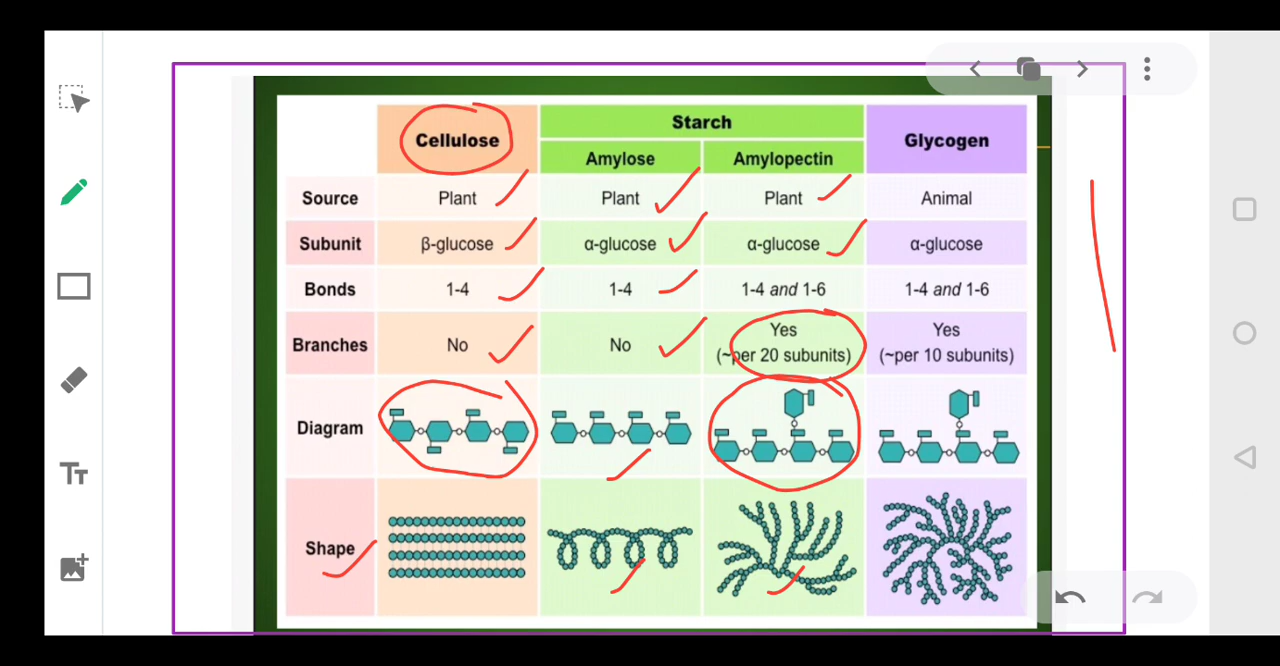 Cellulose
Starch
Glycogen
Amylose
Amylopectin
Source Plant Plant Plant Animal
Subunit β-glucose α-glucose α-glucose α-glucose
Bonds 1-4 1-4 1-4 and 1-6 1-4 and 1-6
Branches No No Yes (~per 20 subunits) Yes (~per 10 subunits)
Diagram
Shape
TT